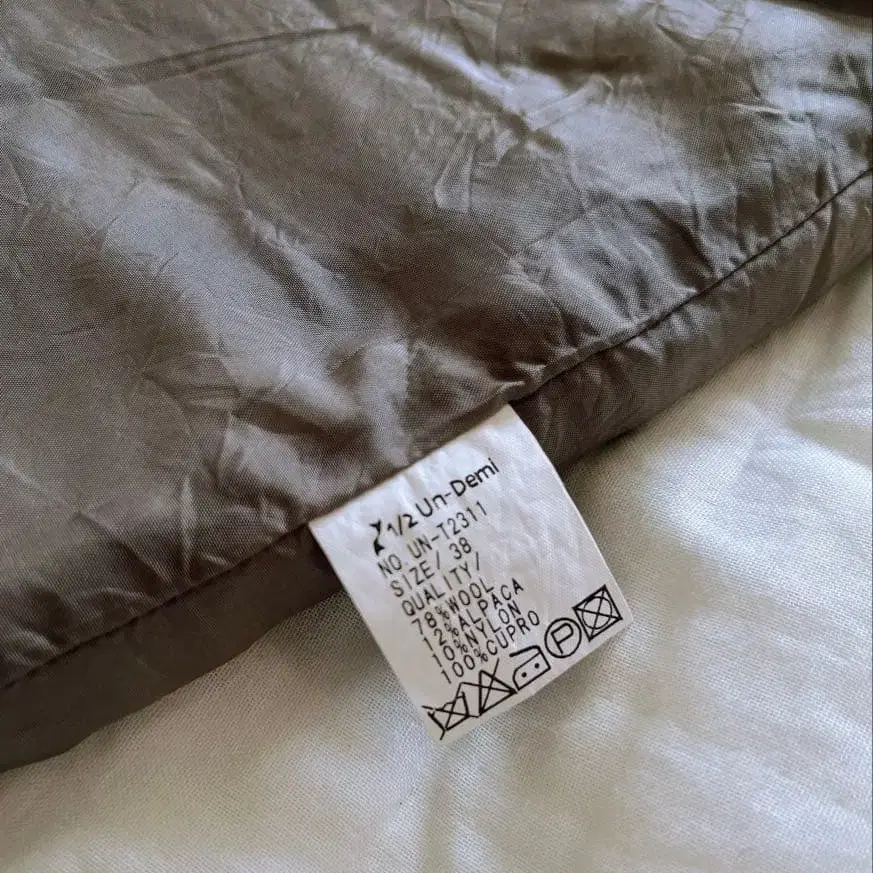 1/2 Un-Demi
NO UN-T2311
SIZE/ 38
QUALITY/
78%WOOL
12%ALPACA
10%NYLON
100%CUPRO
P